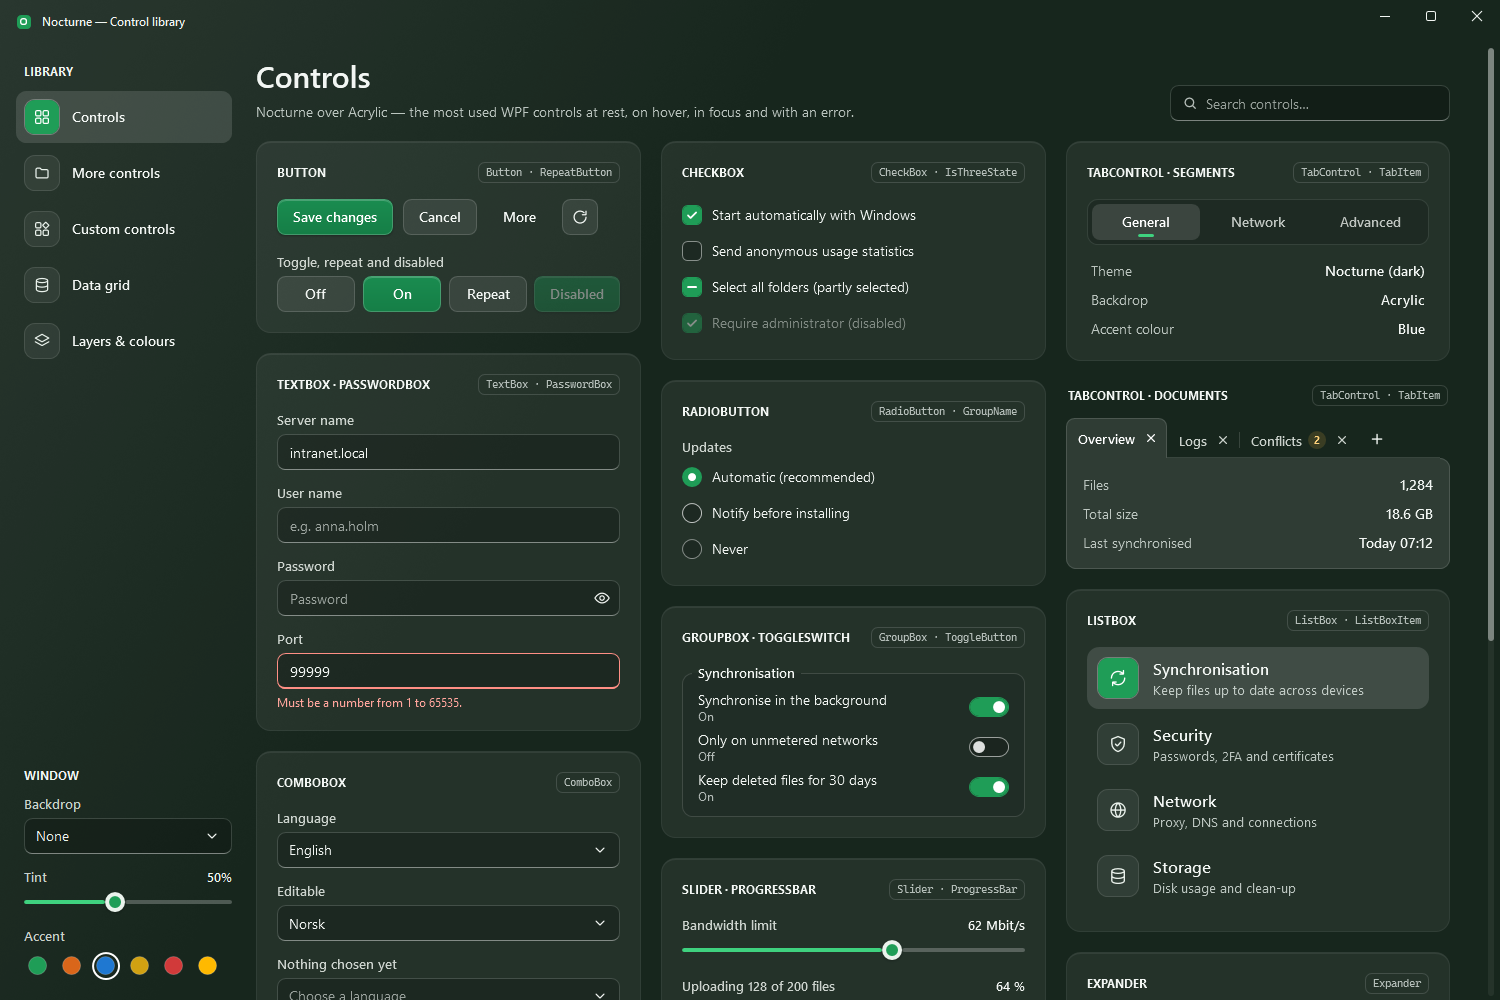 Nocturne — Control library
LIBRARY
Controls
More controls
Custom controls
Data grid
Layers & colours
WINDOW
Backdrop
None
Tint 50%
Accent
Controls
Nocturne over Acrylic — the most used WPF controls at rest, on hover, in focus and with an error.
Search controls...
BUTTON Button · RepeatButton
Save changes Cancel More
Toggle, repeat and disabled
Off On Repeat Disabled
TEXTBOX · PASSWORDBOX TextBox · PasswordBox
Server name
intranet.local
User name
e.g. anna.holm
Password
Password
Port
99999
Must be a number from 1 to 65535.
COMBOBOX ComboBox
Language
English
Editable
Norsk
Nothing chosen yet
Choose a language
CHECKBOX CheckBox · IsThreeState
Start automatically with Windows
Send anonymous usage statistics
Select all folders (partly selected)
Require administrator (disabled)
RADIOBUTTON RadioButton · GroupName
Updates
Automatic (recommended)
Notify before installing
Never
GROUPBOX · TOGGLESWITCH GroupBox · ToggleButton
Synchronisation
Synchronise in the background
On
Only on unmetered networks
Off
Keep deleted files for 30 days
On
SLIDER · PROGRESSBAR Slider · ProgressBar
Bandwidth limit 62 Mbit/s
Uploading 128 of 200 files 64 %
TABCONTROL · SEGMENTS TabControl · TabItem
General Network Advanced
Theme Nocturne (dark)
Backdrop Acrylic
Accent colour Blue
TABCONTROL · DOCUMENTS TabControl · TabItem
Overview Logs Conflicts 2
Files 1,284
Total size 18.6 GB
Last synchronised Today 07:12
LISTBOX ListBox · ListBoxItem
Synchronisation
Keep files up to date across devices
Security
Passwords, 2FA and certificates
Network
Proxy, DNS and connections
Storage
Disk usage and clean-up
EXPANDER Expander